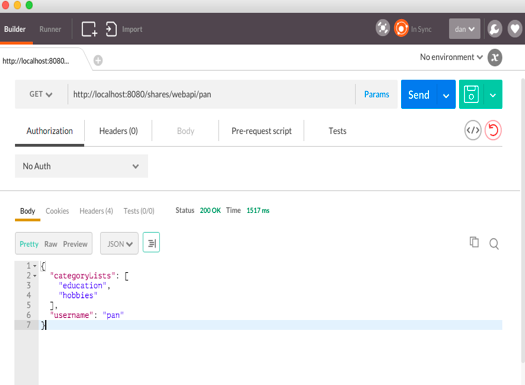 Builder Runner Import In Sync dan
http://localhost:8080... No environment x
GET http://localhost:8080/shares/webapi/pan Params Send
Authorization Headers (0) Body Pre-request script Tests </>
No Auth
Body Cookies Headers (4) Tests (0/0) Status 200 OK Time 1517 ms
Pretty Raw Preview JSON
1 {
2 "categoryLists": [
3 "education",
4 "hobbies"
5 ],
6 "username": "pan"
7 }